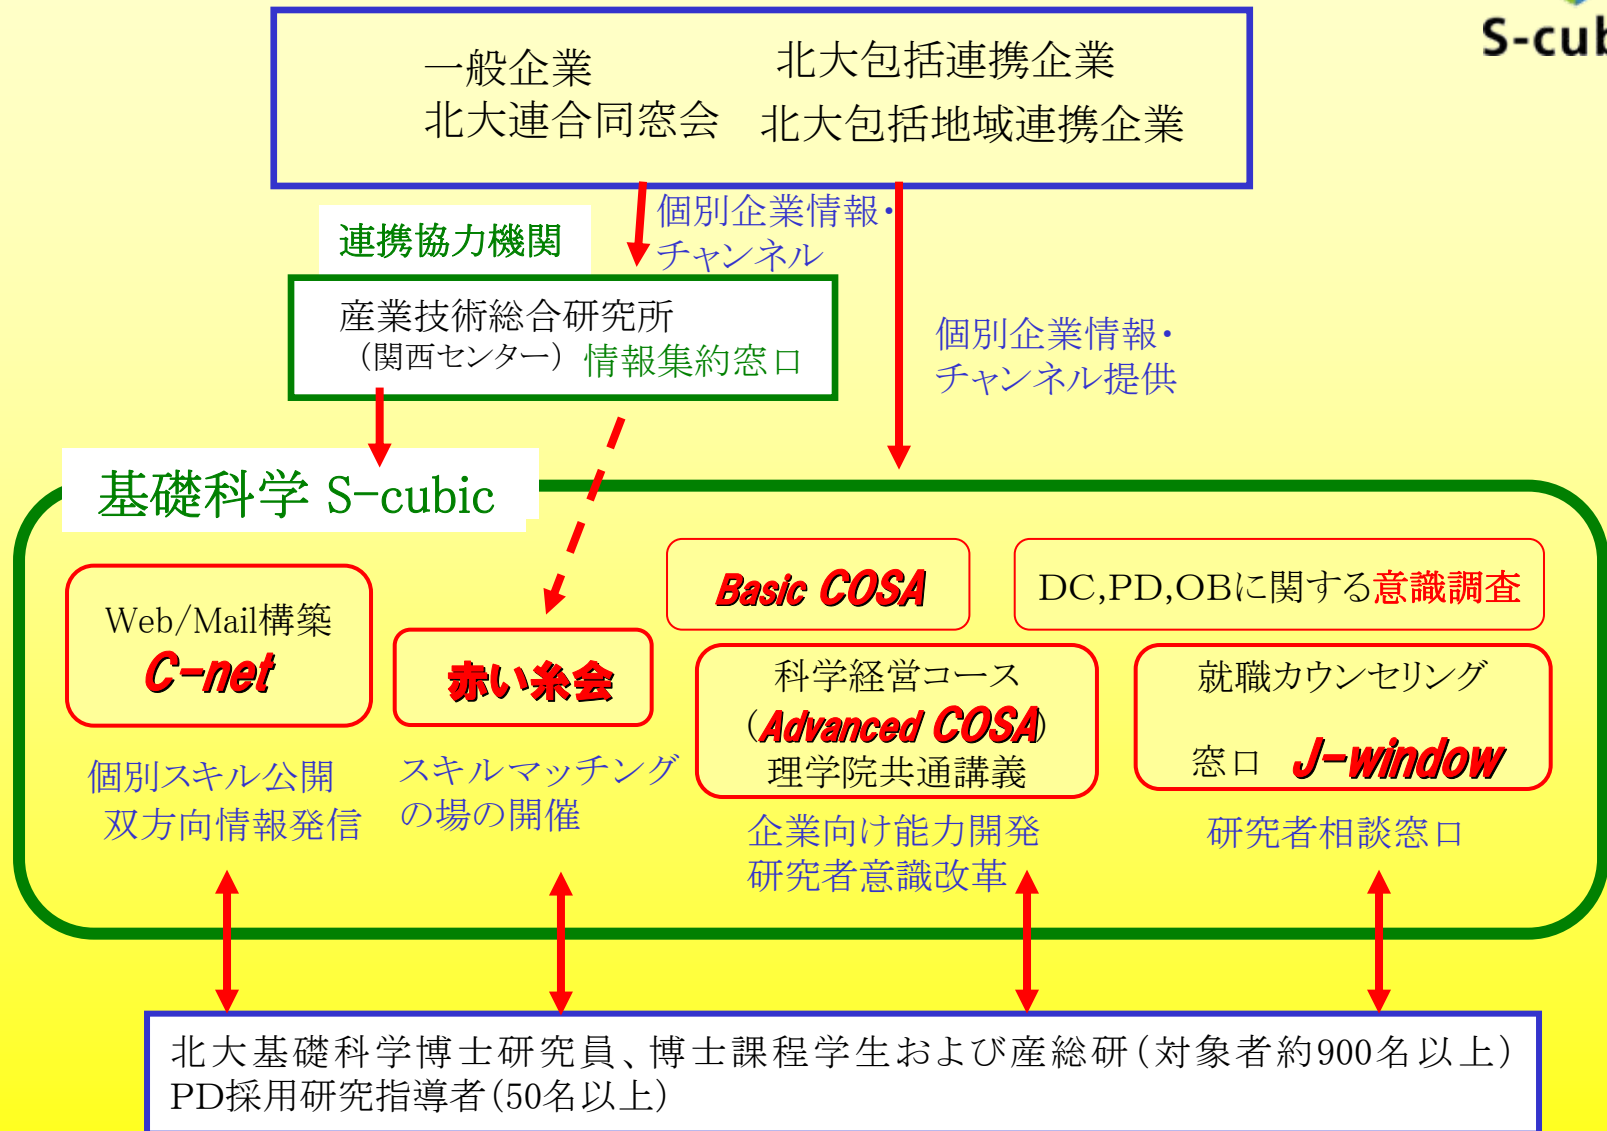 S-cub
一般企業
北大包括連携企業
北大連合同窓会
北大包括地域連携企業
個別企業情報・
チャンネル
連携協力機関
産業技術総合研究所
（関西センター）情報集約窓口
個別企業情報・
チャンネル提供
基礎科学 S-cubic
Web/Mail構築
C-net
個別スキル公開
双方向情報発信
赤い糸会
スキルマッチング
の場の開催
Basic COSA
科学経営コース
(Advanced COSA)
理学院共通講義
企業向け能力開発
研究者意識改革
DC,PD,OBに関する意識調査
就職カウンセリング
窓口 J-window
研究者相談窓口
北大基礎科学博士研究員、博士課程学生および産総研（対象者約900名以上）
PD採用研究指導者（50名以上）